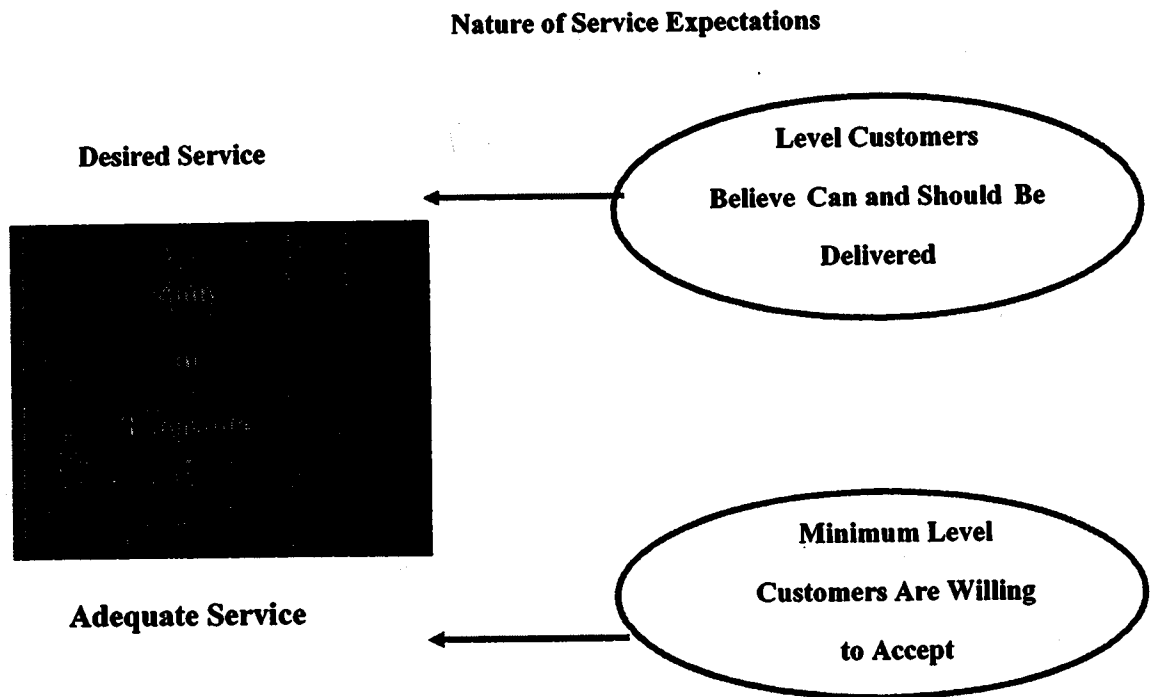 Nature of Service Expectations
Desired Service
Level Customers
Believe Can and Should Be
Delivered
Adequate Service
Minimum Level
Customers Are Willing
to Accept